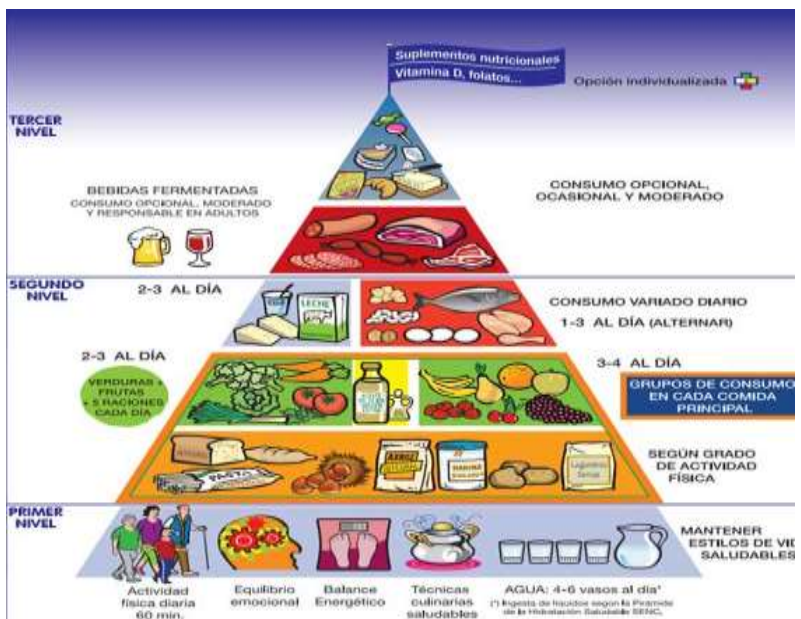 Suplementos nutricionales
Vitamina D, folatos...
Opción individualizada
TERCER
NIVEL
BEBIDAS FERMENTADAS
CONSUMO OPCIONAL, MODERADO
Y RESPONSABLE EN ADULTOS
CONSUMO OPCIONAL,
OCASIONAL Y MODERADO
SEGUNDO
NIVEL
2-3 AL DÍA
LECHE
CONSUMO VARIADO DIARIO
1-3 AL DÍA (ALTERNAR)
2-3 AL DÍA
VERDURAS +
FRUTAS
+ 5 RACIONES
CADA DÍA
3-4 AL DÍA
GRUPOS DE CONSUMO
EN CADA COMIDA
PRINCIPAL
PASTA
ARROZ
HARINA
Legumbres
SEGÚN GRADO
DE ACTIVIDAD
FÍSICA
PRIMER
NIVEL
MANTENER
ESTILOS DE VID
SALUDABLES
Actividad
física diaria
60 min.
Equilibrio
emocional
Balance
Energético
Técnicas
culinarias
saludables
AGUA: 4-6 vasos al día*
(*) Ingesta de líquidos según la Pirámide
de la Hidratación Saludable SENC,